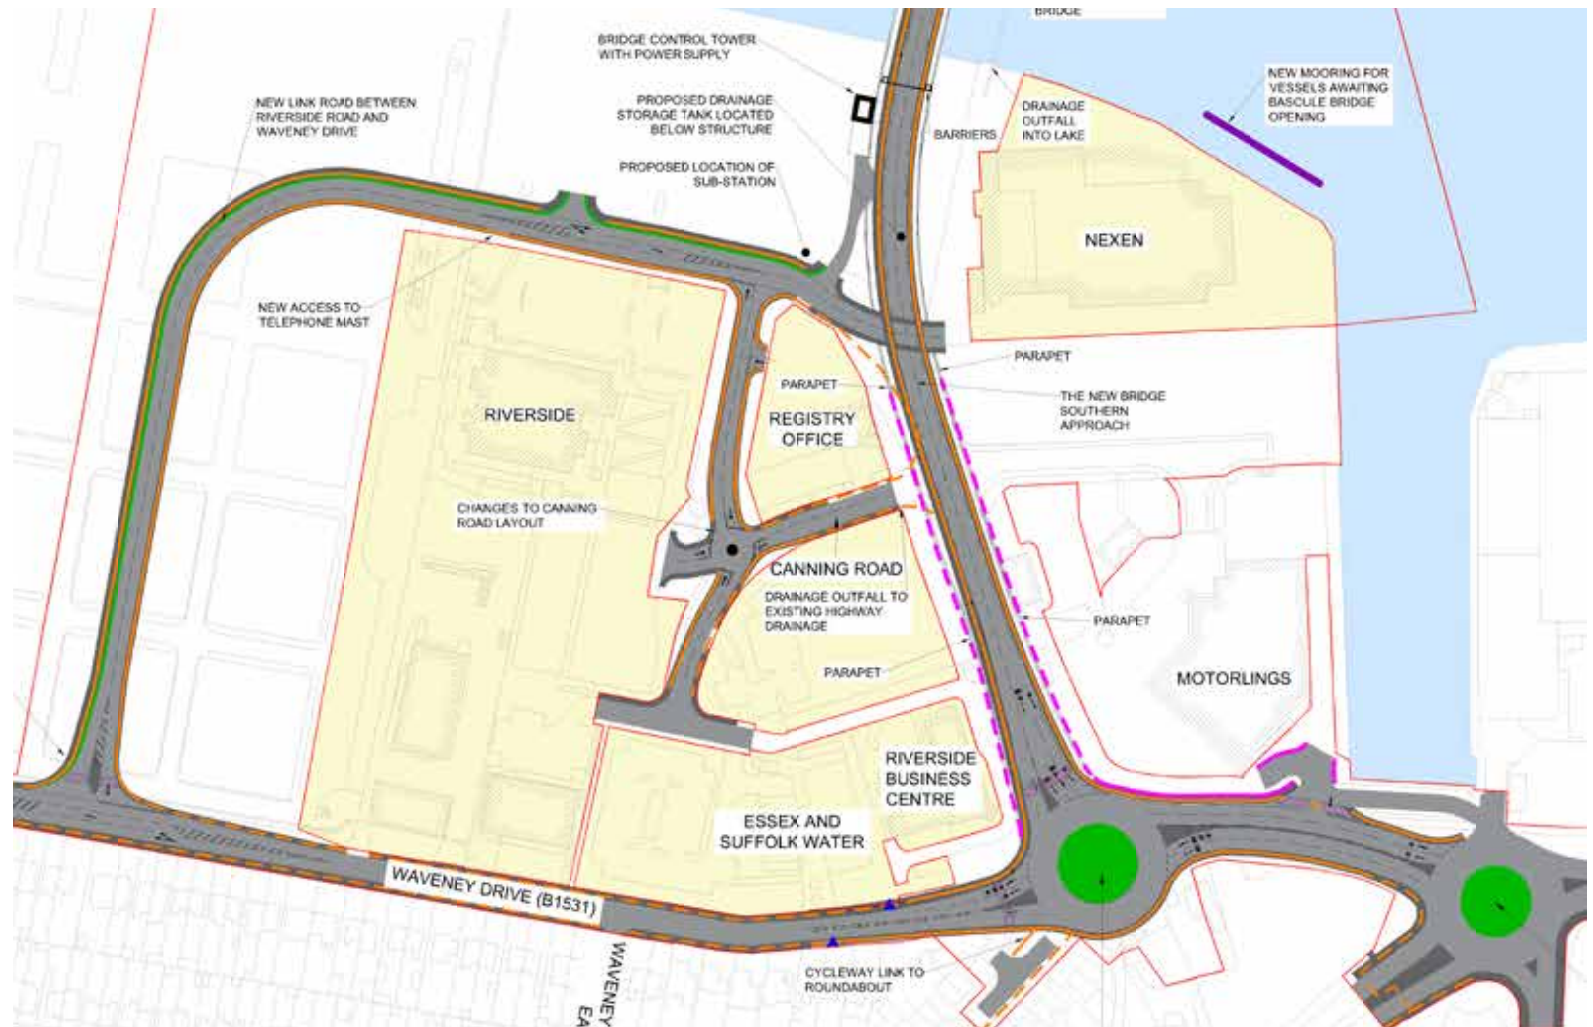 BRIDGE
BRIDGE CONTROL TOWER
WITH POWER SUPPLY
NEW MOORING FOR
VESSELS AWAITING
BASCULE BRIDGE
OPENING
NEW LINK ROAD BETWEEN
RIVERSIDE ROAD AND
WAVENEY DRIVE
PROPOSED DRAINAGE
STORAGE TANK LOCATED
BELOW STRUCTURE
DRAINAGE
OUTFALL
INTO LAKE
BARRIERS
PROPOSED LOCATION OF
SUB-STATION
NEXEN
NEW ACCESS TO
TELEPHONE MAST
PARAPET
PARAPET
THE NEW BRIDGE
SOUTHERN
APPROACH
RIVERSIDE
REGISTRY
OFFICE
CHANGES TO CANNING
ROAD LAYOUT
CANNING ROAD
DRAINAGE OUTFALL TO
EXISTING HIGHWAY
DRAINAGE
PARAPET
PARAPET
MOTORLINGS
RIVERSIDE
BUSINESS
CENTRE
ESSEX AND
SUFFOLK WATER
WAVENEY DRIVE (B1531)
WAVENEY
EA
CYCLEWAY LINK TO
ROUNDABOUT